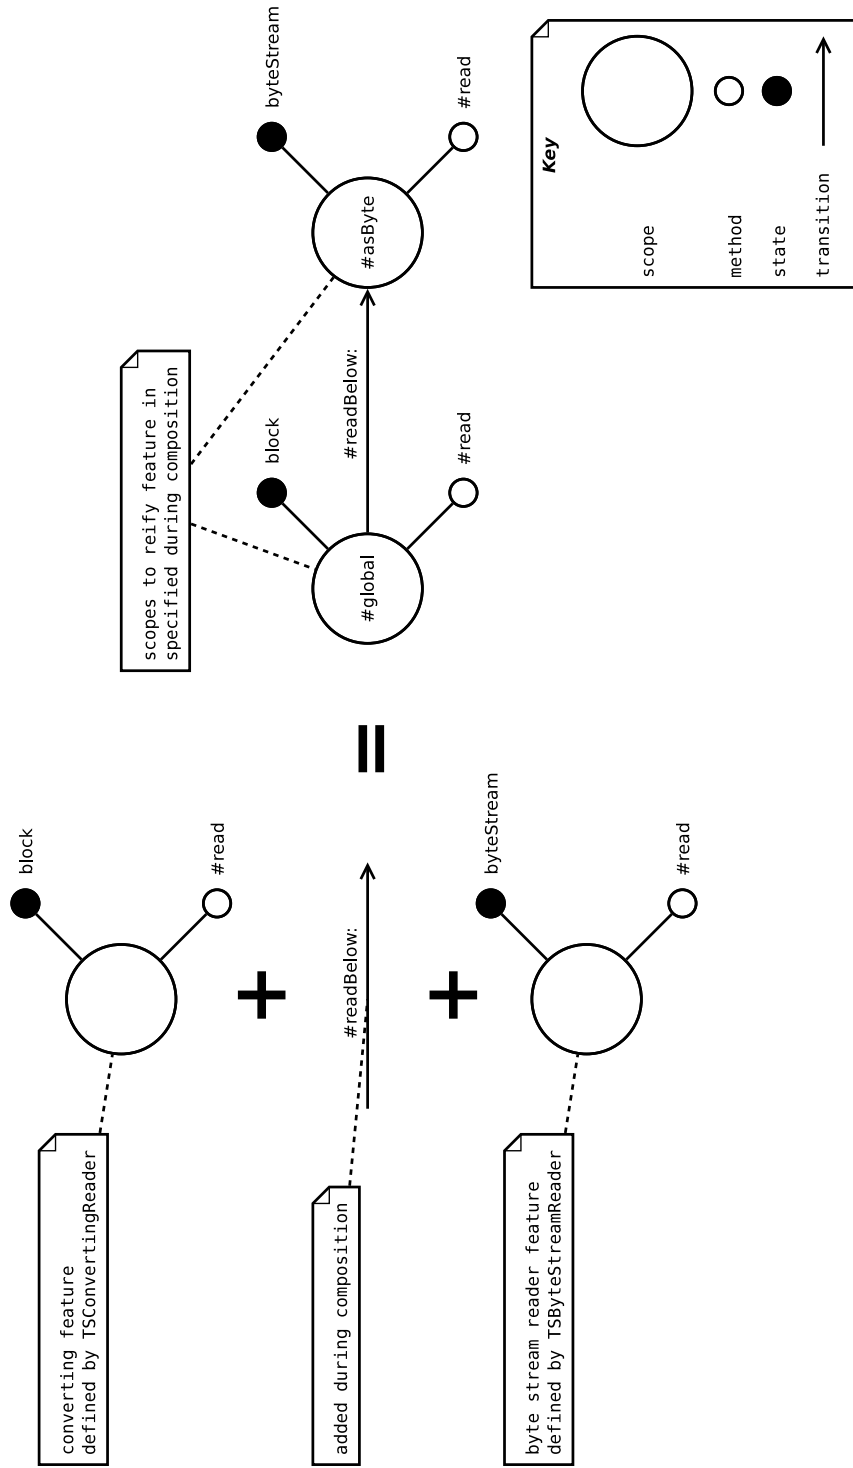 converting feature
defined by TSConvertingReader
block
#read
added during composition
#readBelow:
byte stream reader feature
defined by TSByteStreamReader
byteStream
#read
scopes to reify feature in
specified during composition
block
#global
#read
#readBelow:
byteStream
#asByte
#read
Key
scope
method
state
transition